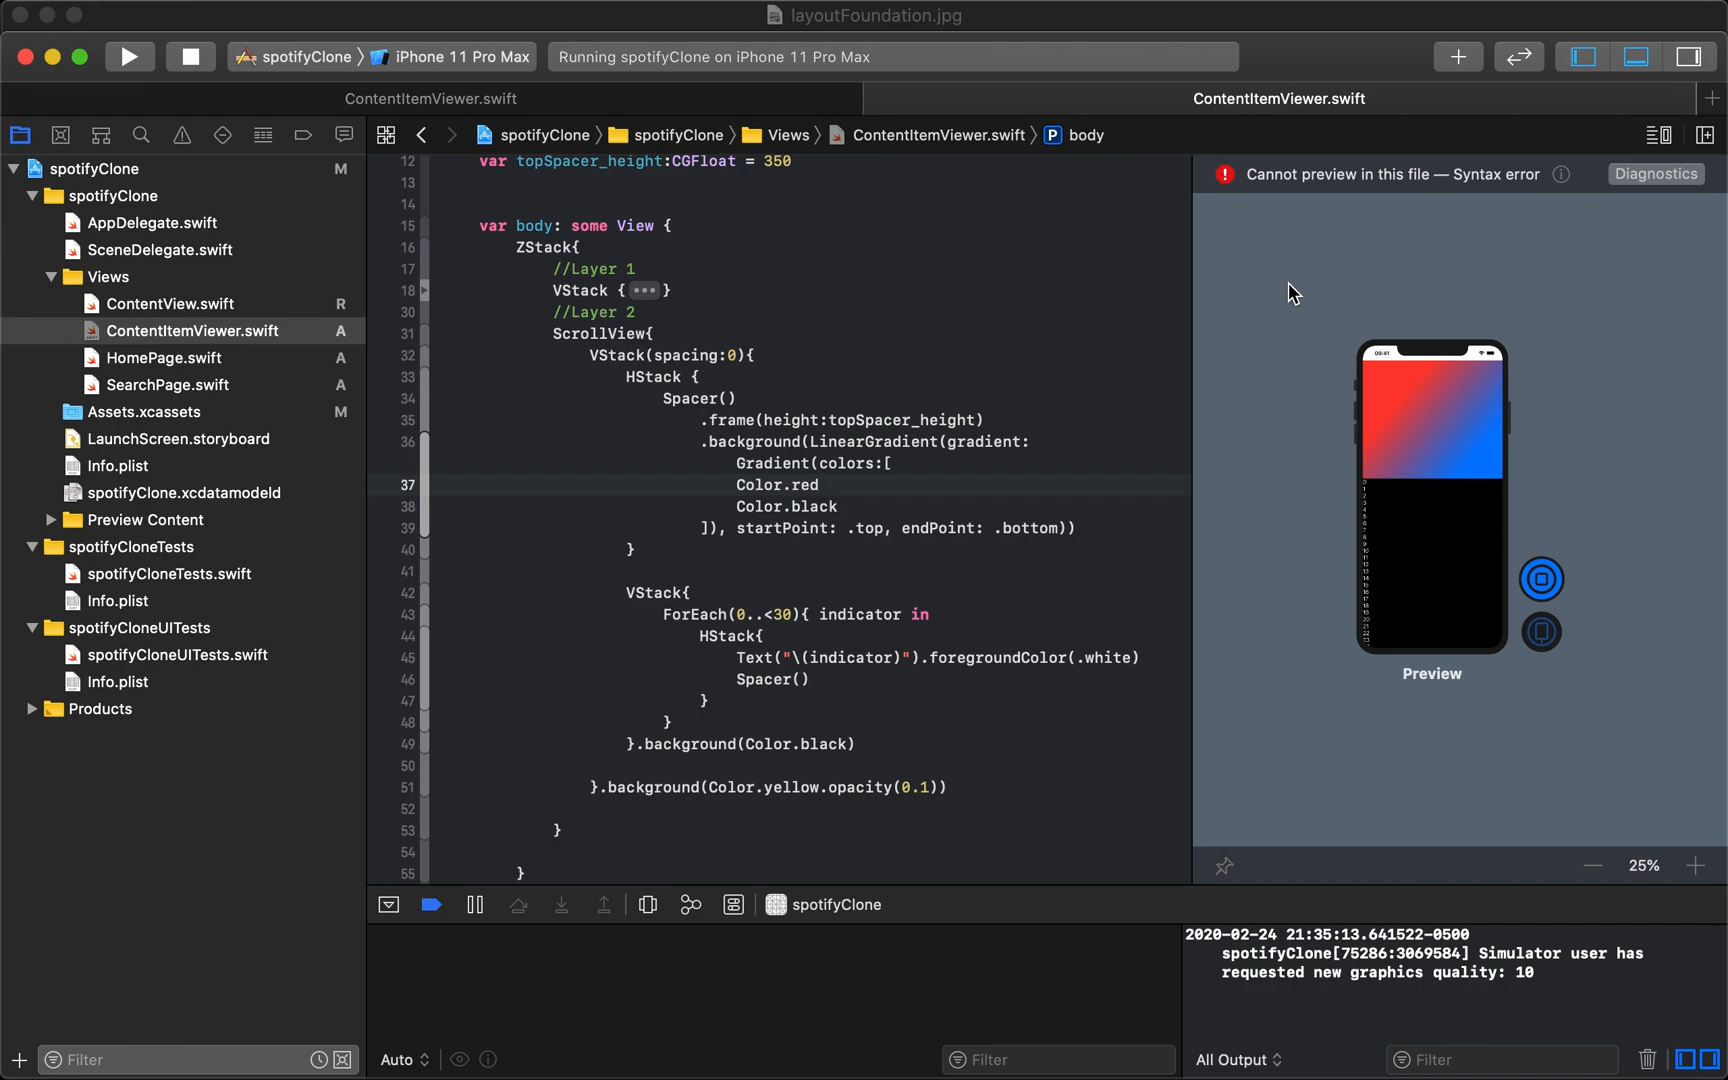 layoutFoundation.jpg
spotifyClone 〉 iPhone 11 Pro Max
Running spotifyClone on iPhone 11 Pro Max
ContentItemViewer.swift
ContentItemViewer.swift
spotifyClone 〉 spotifyClone 〉 Views 〉 ContentItemViewer.swift 〉 P body
spotifyClone M
spotifyClone
AppDelegate.swift
SceneDelegate.swift
Views
ContentView.swift R
ContentItemViewer.swift A
HomePage.swift A
SearchPage.swift A
Assets.xcassets M
LaunchScreen.storyboard
Info.plist
spotifyClone.xcdatamodeld
Preview Content
spotifyCloneTests
spotifyCloneTests.swift
Info.plist
spotifyCloneUITests
spotifyCloneUITests.swift
Info.plist
Products
Filter
12 var topSpacer_height:CGFloat = 350
13
14
15 var body: some View {
16 ZStack{
17 //Layer 1
18 VStack { ••• }
30 //Layer 2
31 ScrollView{
32 VStack(spacing:0){
33 HStack {
34 Spacer()
35 .frame(height:topSpacer_height)
36 .background(LinearGradient(gradient:
Gradient(colors:[
37 Color.red
38 Color.black
39 ]), startPoint: .top, endPoint: .bottom))
40 }
41
42 VStack{
43 ForEach(0..<30){ indicator in
44 HStack{
45 Text("\(indicator)").foregroundColor(.white)
46 Spacer()
47 }
48 }
49 }.background(Color.black)
50
51 }.background(Color.yellow.opacity(0.1))
52
53 }
54
55 }
Cannot preview in this file — Syntax error
Diagnostics
09:41
Preview
25%
spotifyClone
2020-02-24 21:35:13.641522-0500
spotifyClone[75286:3069584] Simulator user has
requested new graphics quality: 10
Auto
Filter
All Output
Filter